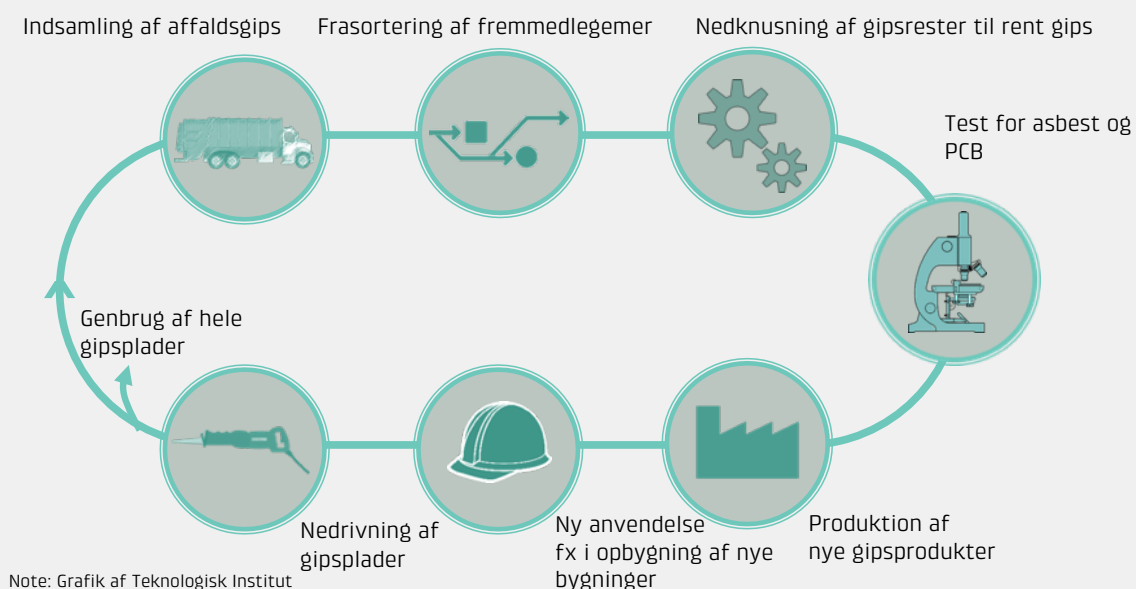 Indsamling af affaldsgips
Frasortering af fremmedlegemer
Nedknusning af gipsrester til rent gips
Test for asbest og
PCB
Genbrug af hele
gipsplader
Nedrivning af
gipsplader
Ny anvendelse
fx i opbygning af nye
bygninger
Produktion af
nye gipsprodukter
Note: Grafik af Teknologisk Institut